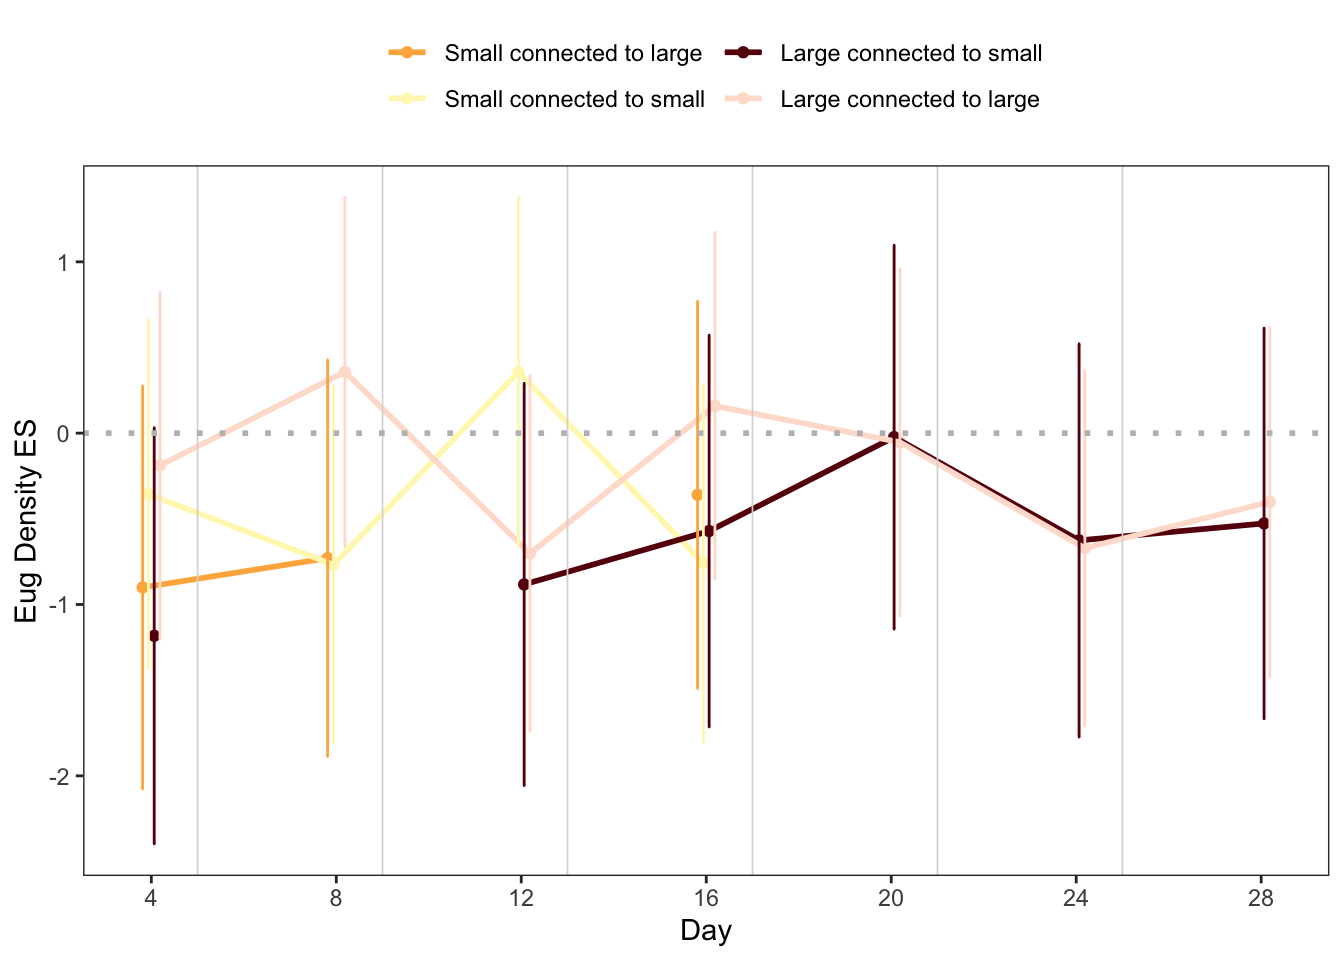 Small connected to large
Large connected to small
Small connected to small
Large connected to large
Eug Density ES
1
0
-1
-2
4
8
12
16
20
24
28
Day